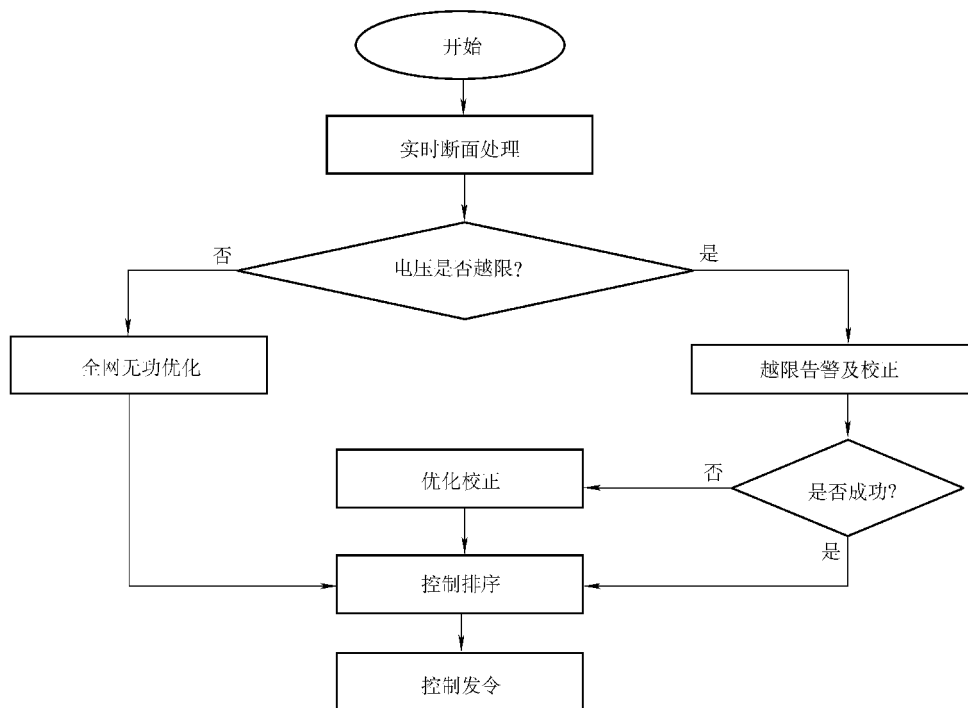 开始
实时断面处理
否
电压是否越限?
是
全网无功优化
越限告警及校正
优化校正
否
是否成功?
是
控制排序
控制发令